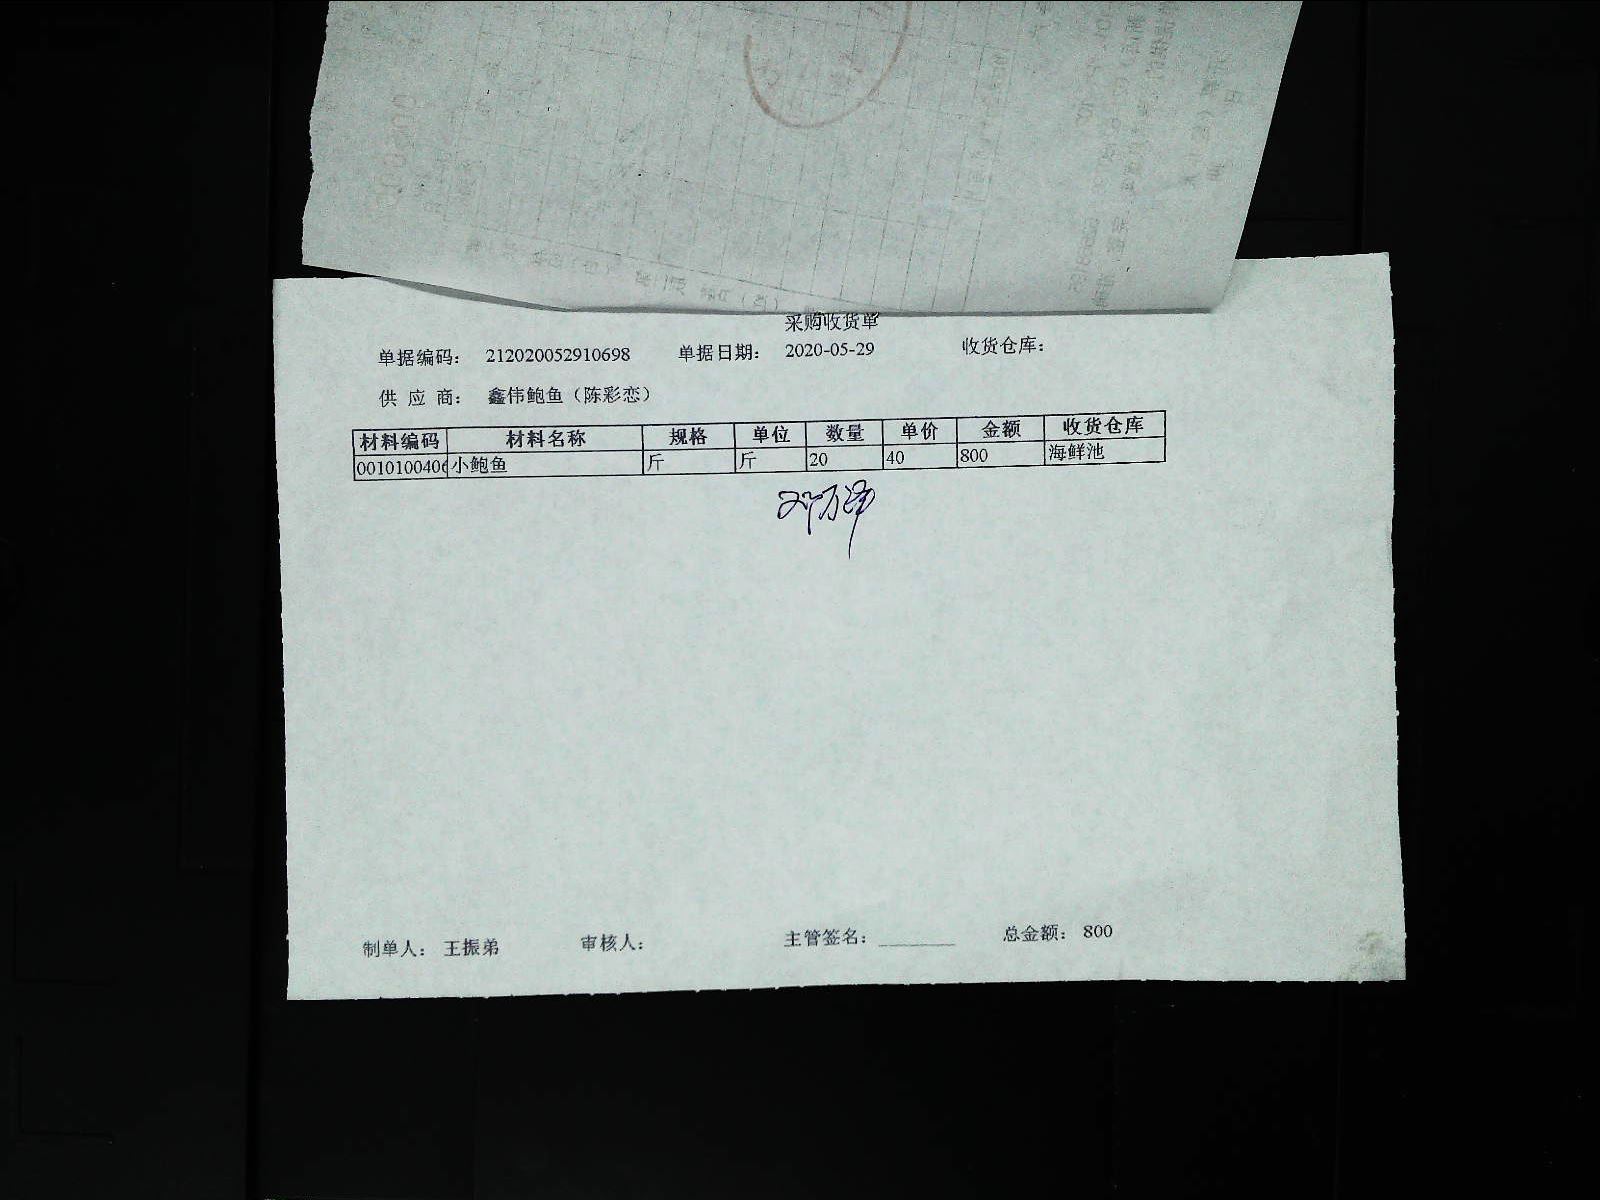 采购收货单
单据编码： 212020052910698 单据日期： 2020-05-29 收货仓库：
供 应 商： 鑫伟鲍鱼（陈彩恋）
材料编码 材料名称 规格 单位 数量 单价 金额 收货仓库
0010100406 小鲍鱼 斤 斤 20 40 800 海鲜池
制单人： 王振弟 审核人： 主管签名： ________ 总金额： 800